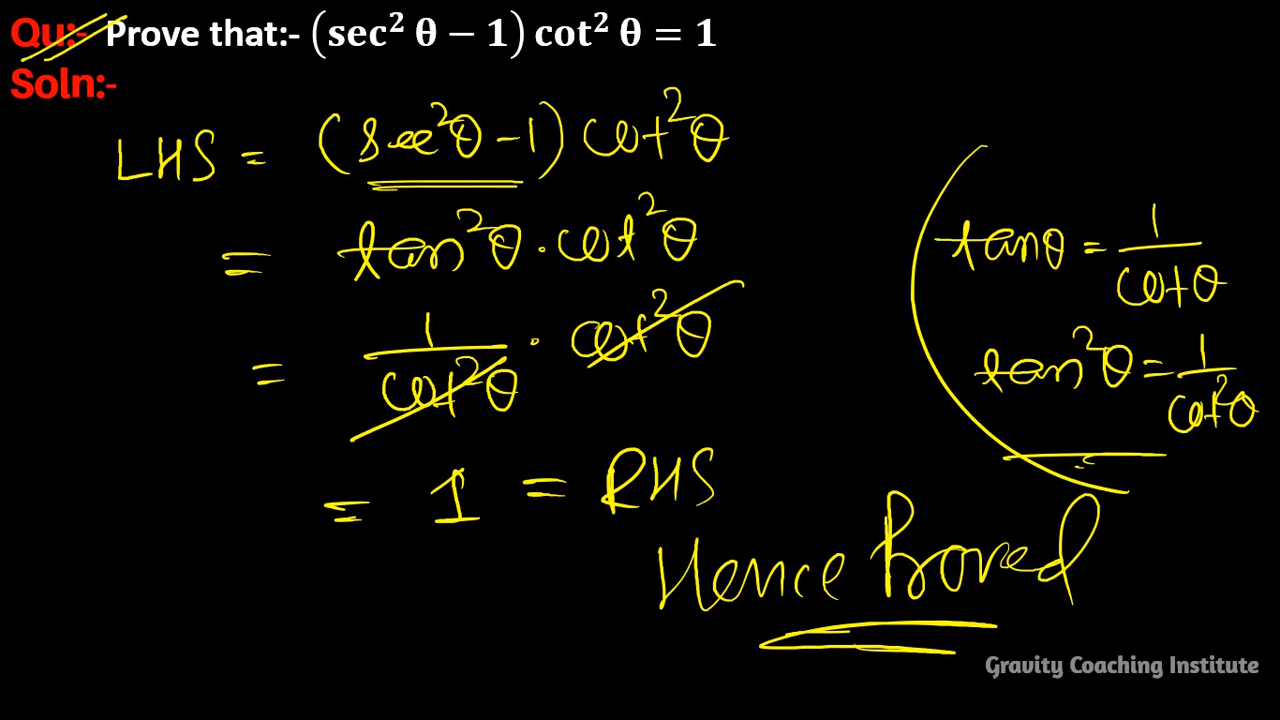 Qu:- Prove that:- (sec² θ − 1) cot² θ = 1
Soln:-
LHS = (sec²θ -1) cot²θ
= tan²θ · cot²θ
= 1/cot²θ · cot²θ
= 1 = RHS
Hence Proved
tanθ = 1/cotθ
tan²θ = 1/cot²θ
Gravity Coaching Institute